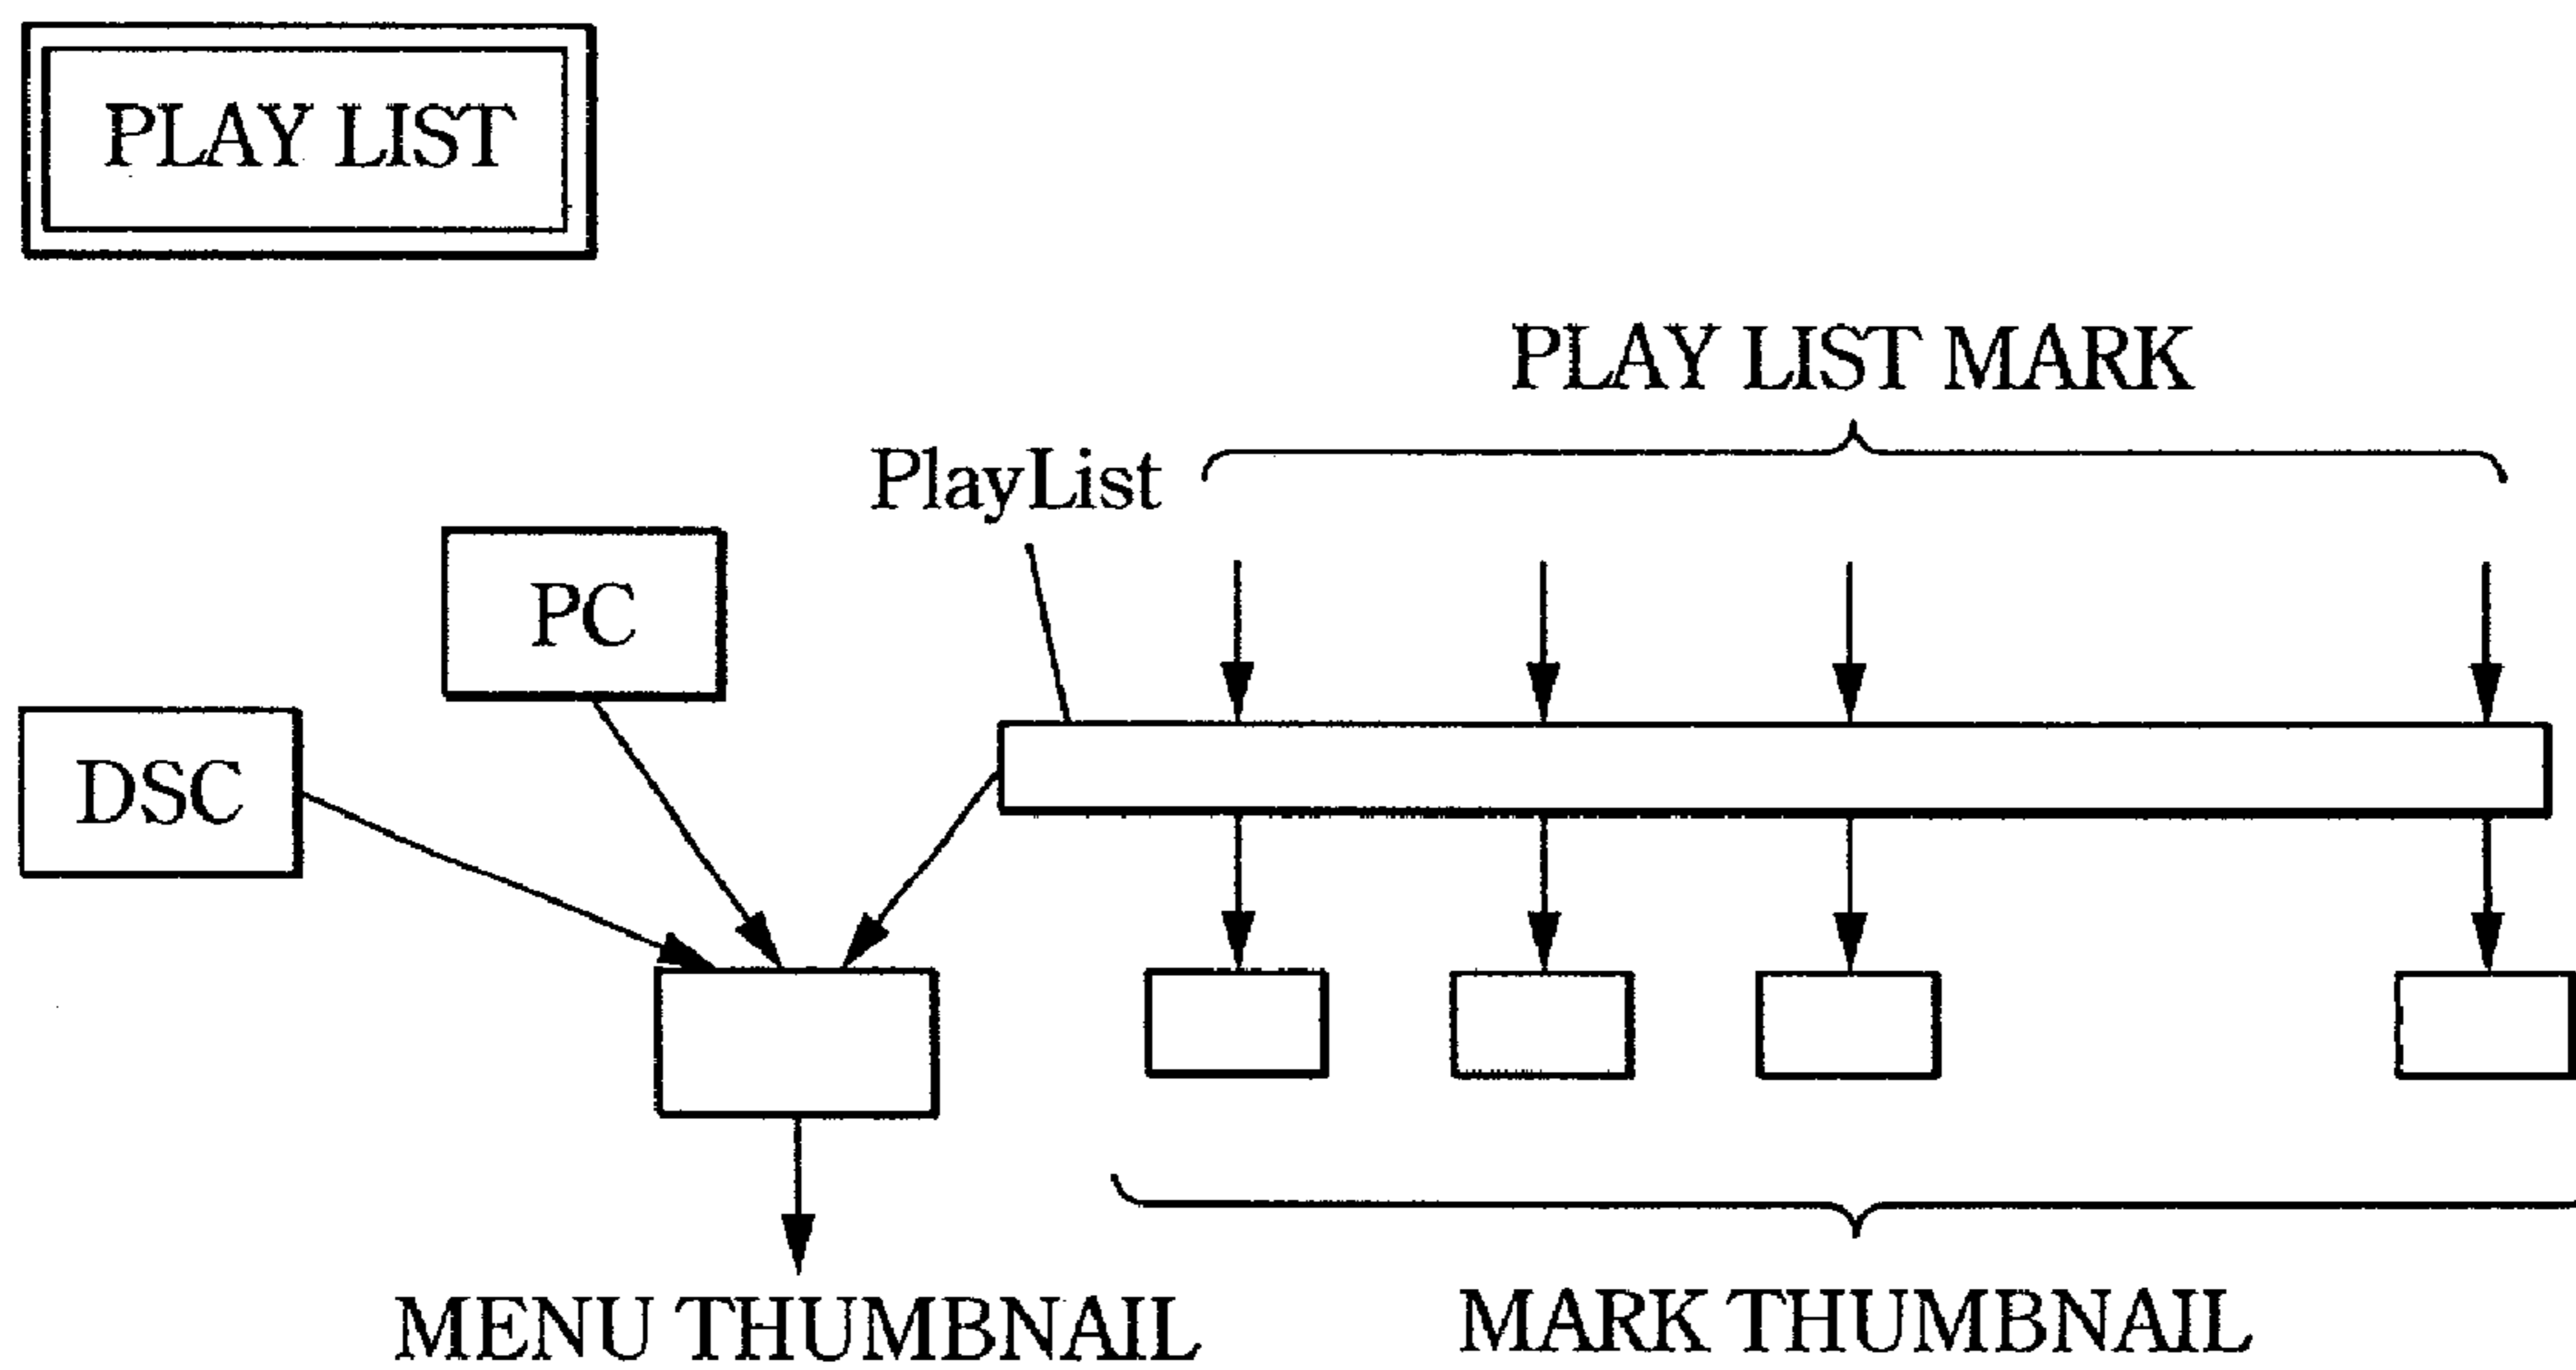 PLAY LIST
PLAY LIST MARK
PlayList
PC
DSC
MENU THUMBNAIL
MARK THUMBNAIL